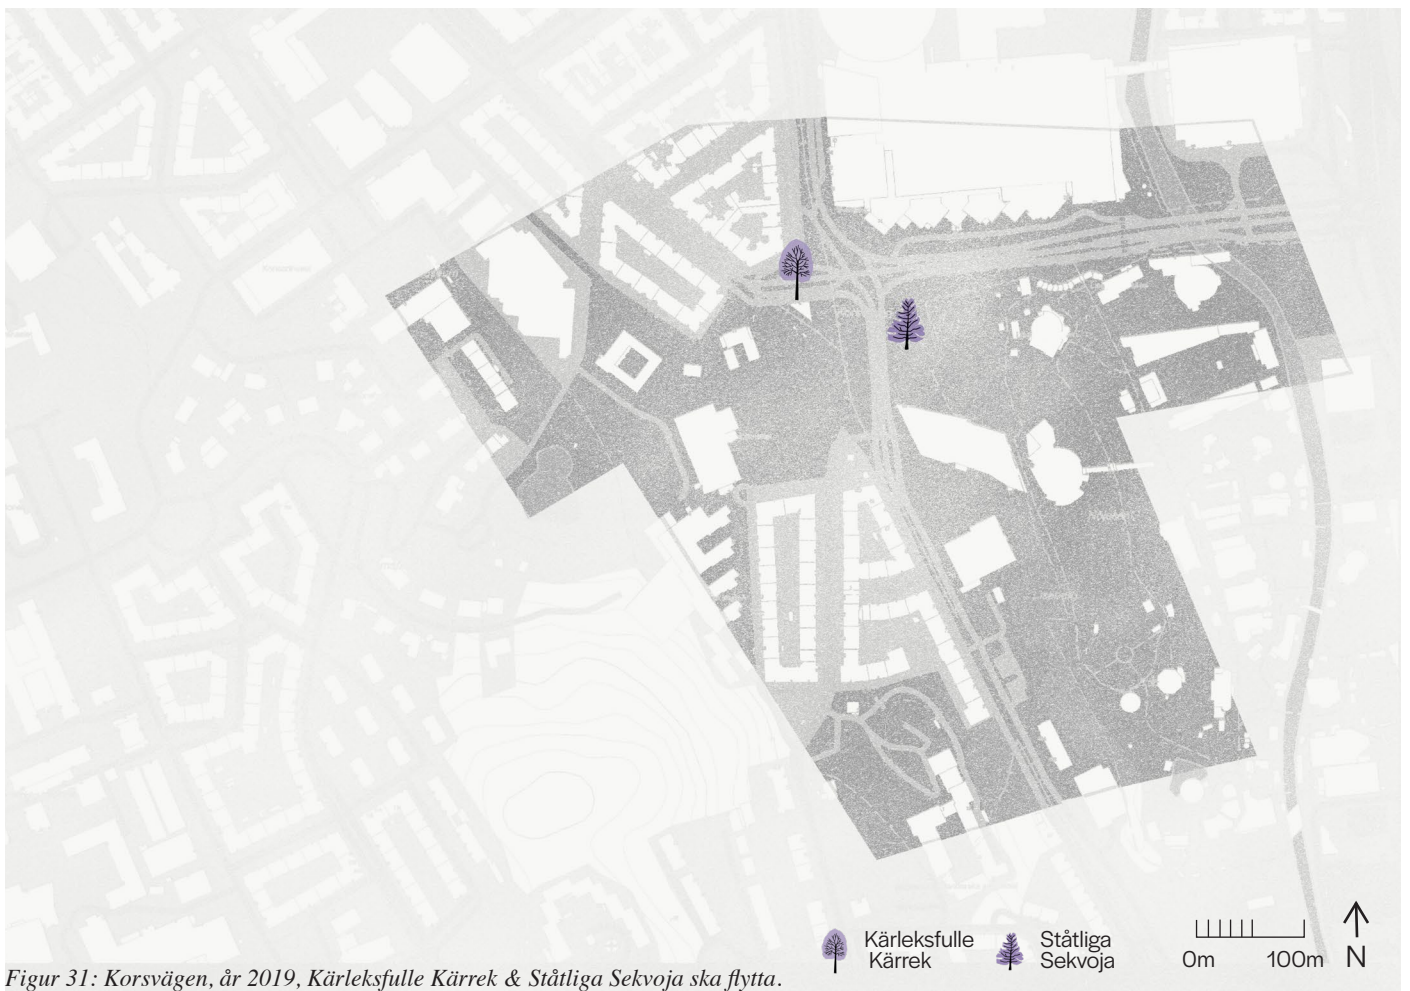 Kärleksfulle
Kärrek
Ståtliga
Sekvoja
0m
100m
N
Figur 31: Korsvägen, år 2019, Kärleksfulle Kärrek & Ståtliga Sekvoja ska flytta.